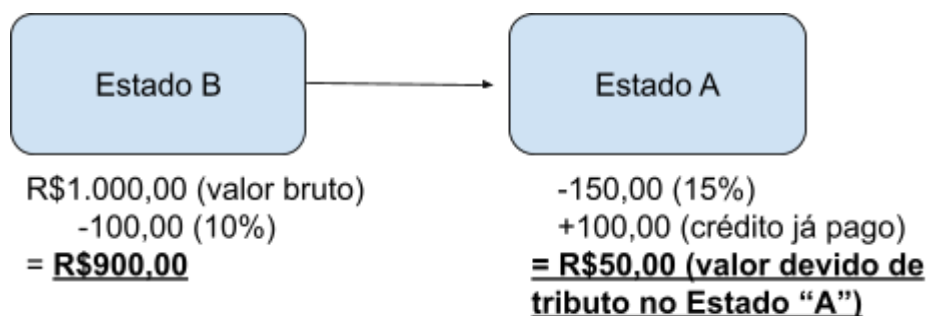 Estado B
Estado A
R$1.000,00 (valor bruto)
-100,00 (10%)
= R$900,00
-150,00 (15%)
+100,00 (crédito já pago)
= R$50,00 (valor devido de
tributo no Estado “A”)